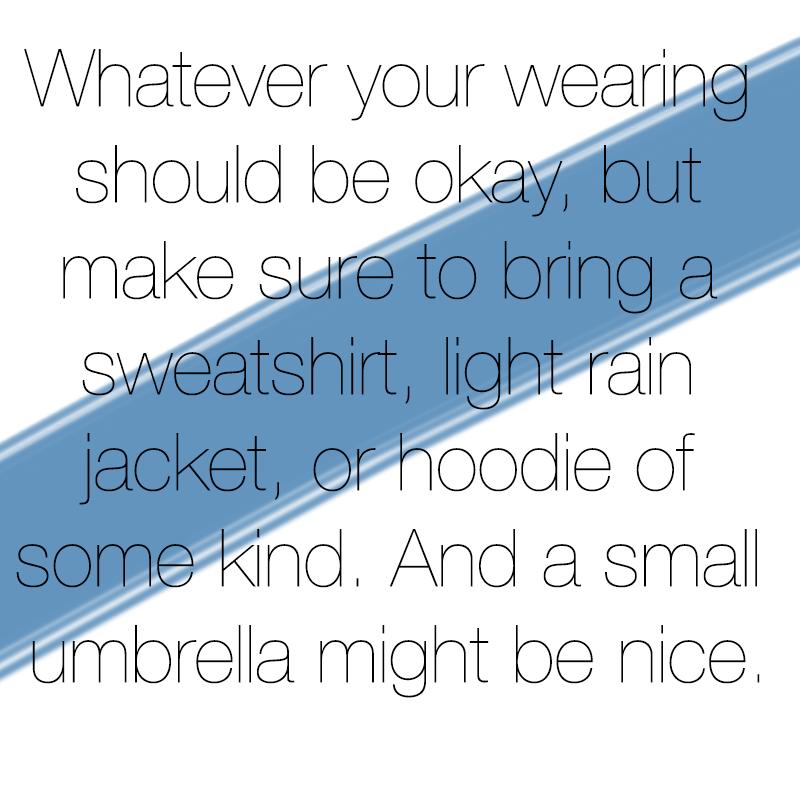 Whatever your wearing
should be okay, but
make sure to bring a
sweatshirt, light rain
jacket, or hoodie of
some kind. And a small
umbrella might be nice.